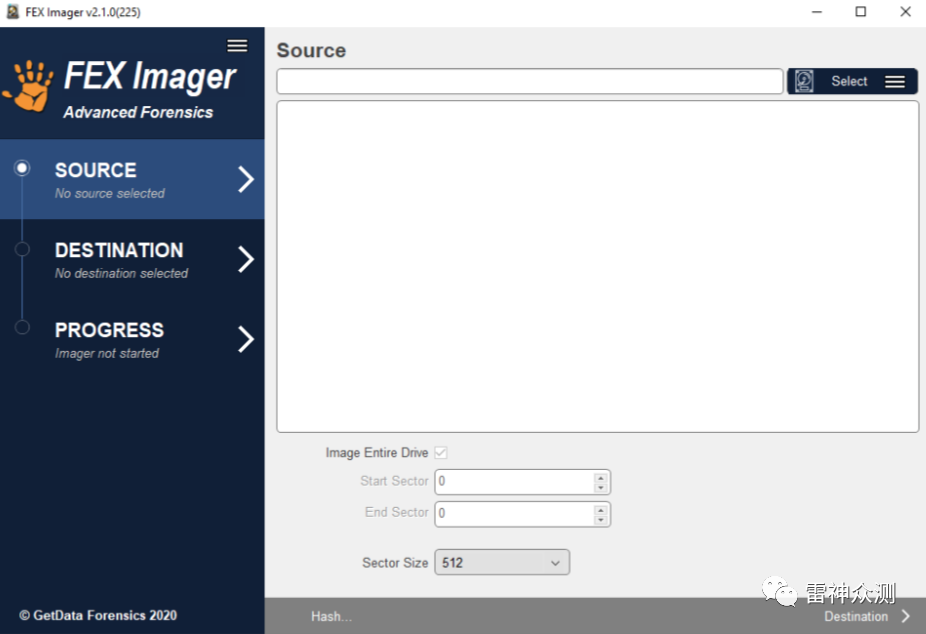 FEX Imager v2.1.0(225)
FEX Imager
Advanced Forensics
SOURCE
No source selected
DESTINATION
No destination selected
PROGRESS
Imager not started
© GetData Forensics 2020
Source
Select
Image Entire Drive
Start Sector 0
End Sector 0
Sector Size 512
Hash...
雷神众测
Destination